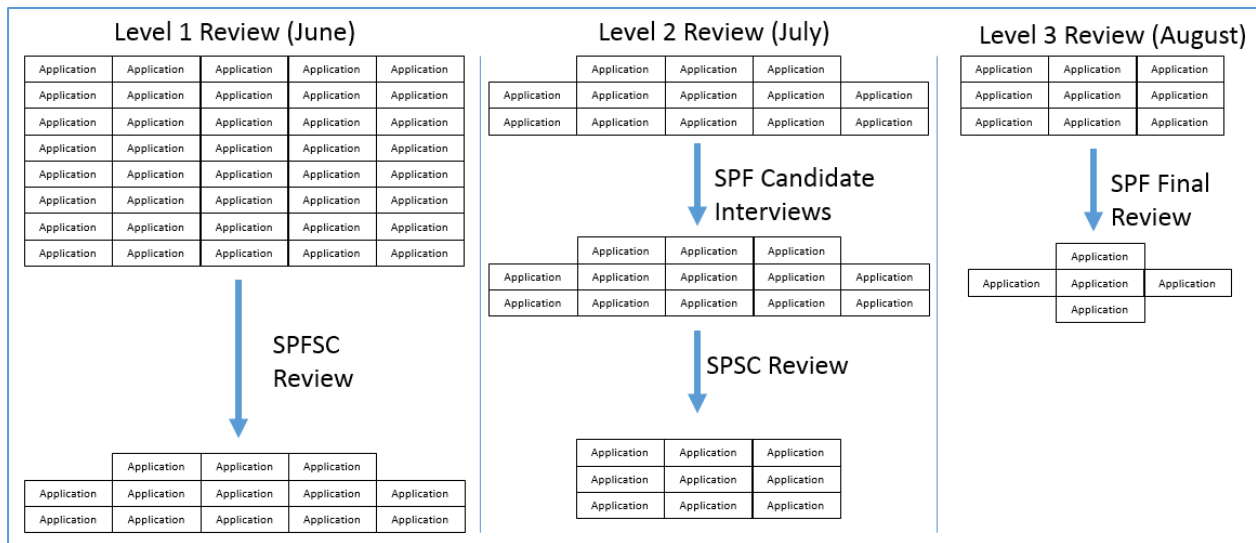 Level 1 Review (June)
Application Application Application Application Application
Application Application Application Application Application
Application Application Application Application Application
Application Application Application Application Application
Application Application Application Application Application
Application Application Application Application Application
Application Application Application Application Application
Application Application Application Application Application
SPFSC
Review
Application Application Application
Application Application Application Application Application
Application Application Application Application Application
Level 2 Review (July)
Application Application Application
Application Application Application Application Application
Application Application Application Application Application
SPF Candidate
Interviews
Application Application Application
Application Application Application Application Application
Application Application Application Application Application
SPSC Review
Application Application Application
Application Application Application
Application Application Application
Level 3 Review (August)
Application Application Application
Application Application Application
Application Application Application
SPF Final
Review
Application
Application Application Application
Application